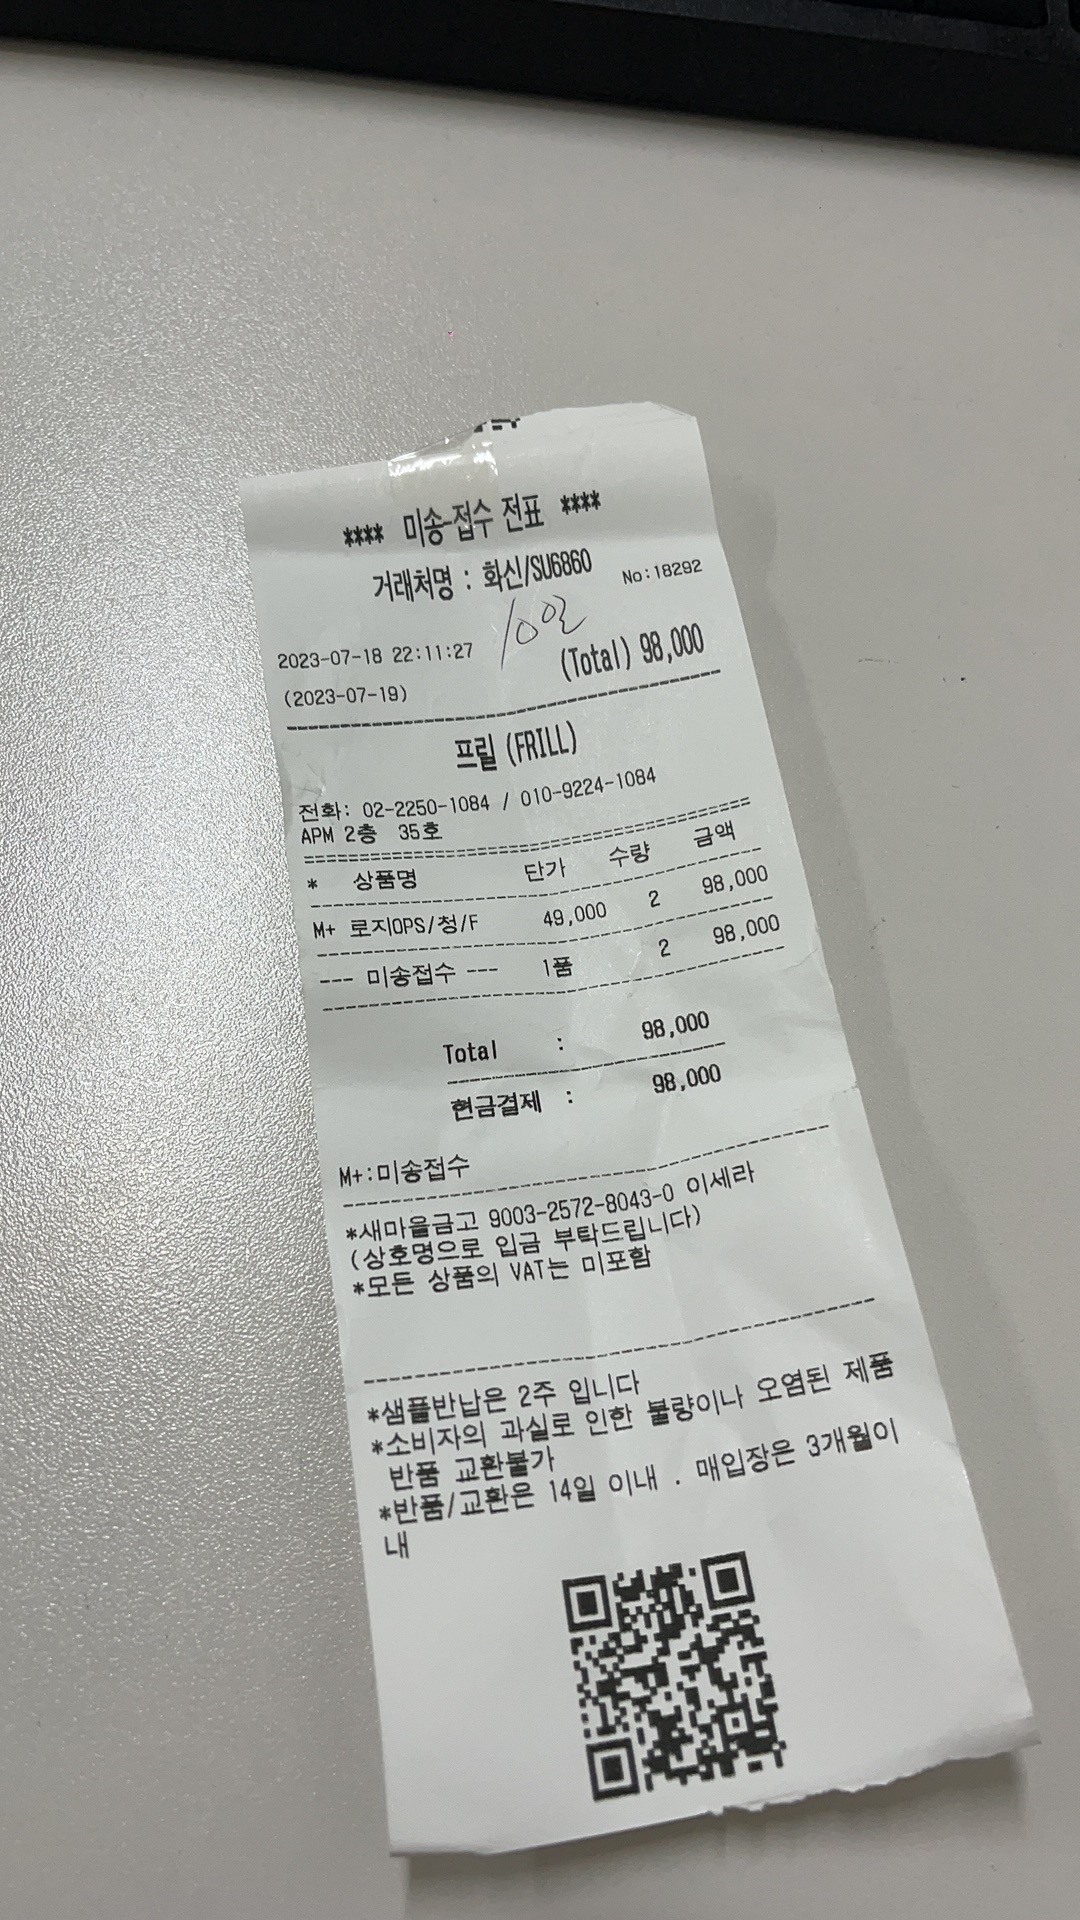 **** 미송-접수 전표 ****
거래처명 : 화신/SU6860 No:18292
10일
2023-07-18 22:11:27 (Total) 98,000
(2023-07-19)
프릴 (FRILL)
전화: 02-2250-1084 / 010-9224-1084
APM 2층 35호
* 상품명 단가 수량 금액
M+ 로지OPS/청/F 49,000 2 98,000
--- 미송접수 --- 1품 2 98,000
Total : 98,000
현금결제 : 98,000
M+:미송접수
*새마을금고 9003-2572-8043-0 이세라
(상호명으로 입금 부탁드립니다)
*모든 상품의 VAT는 미포함
*샘플반납은 2주 입니다
*소비자의 과실로 인한 불량이나 오염된 제품
반품 교환불가
*반품/교환은 14일 이내 . 매입장은 3개월이
내